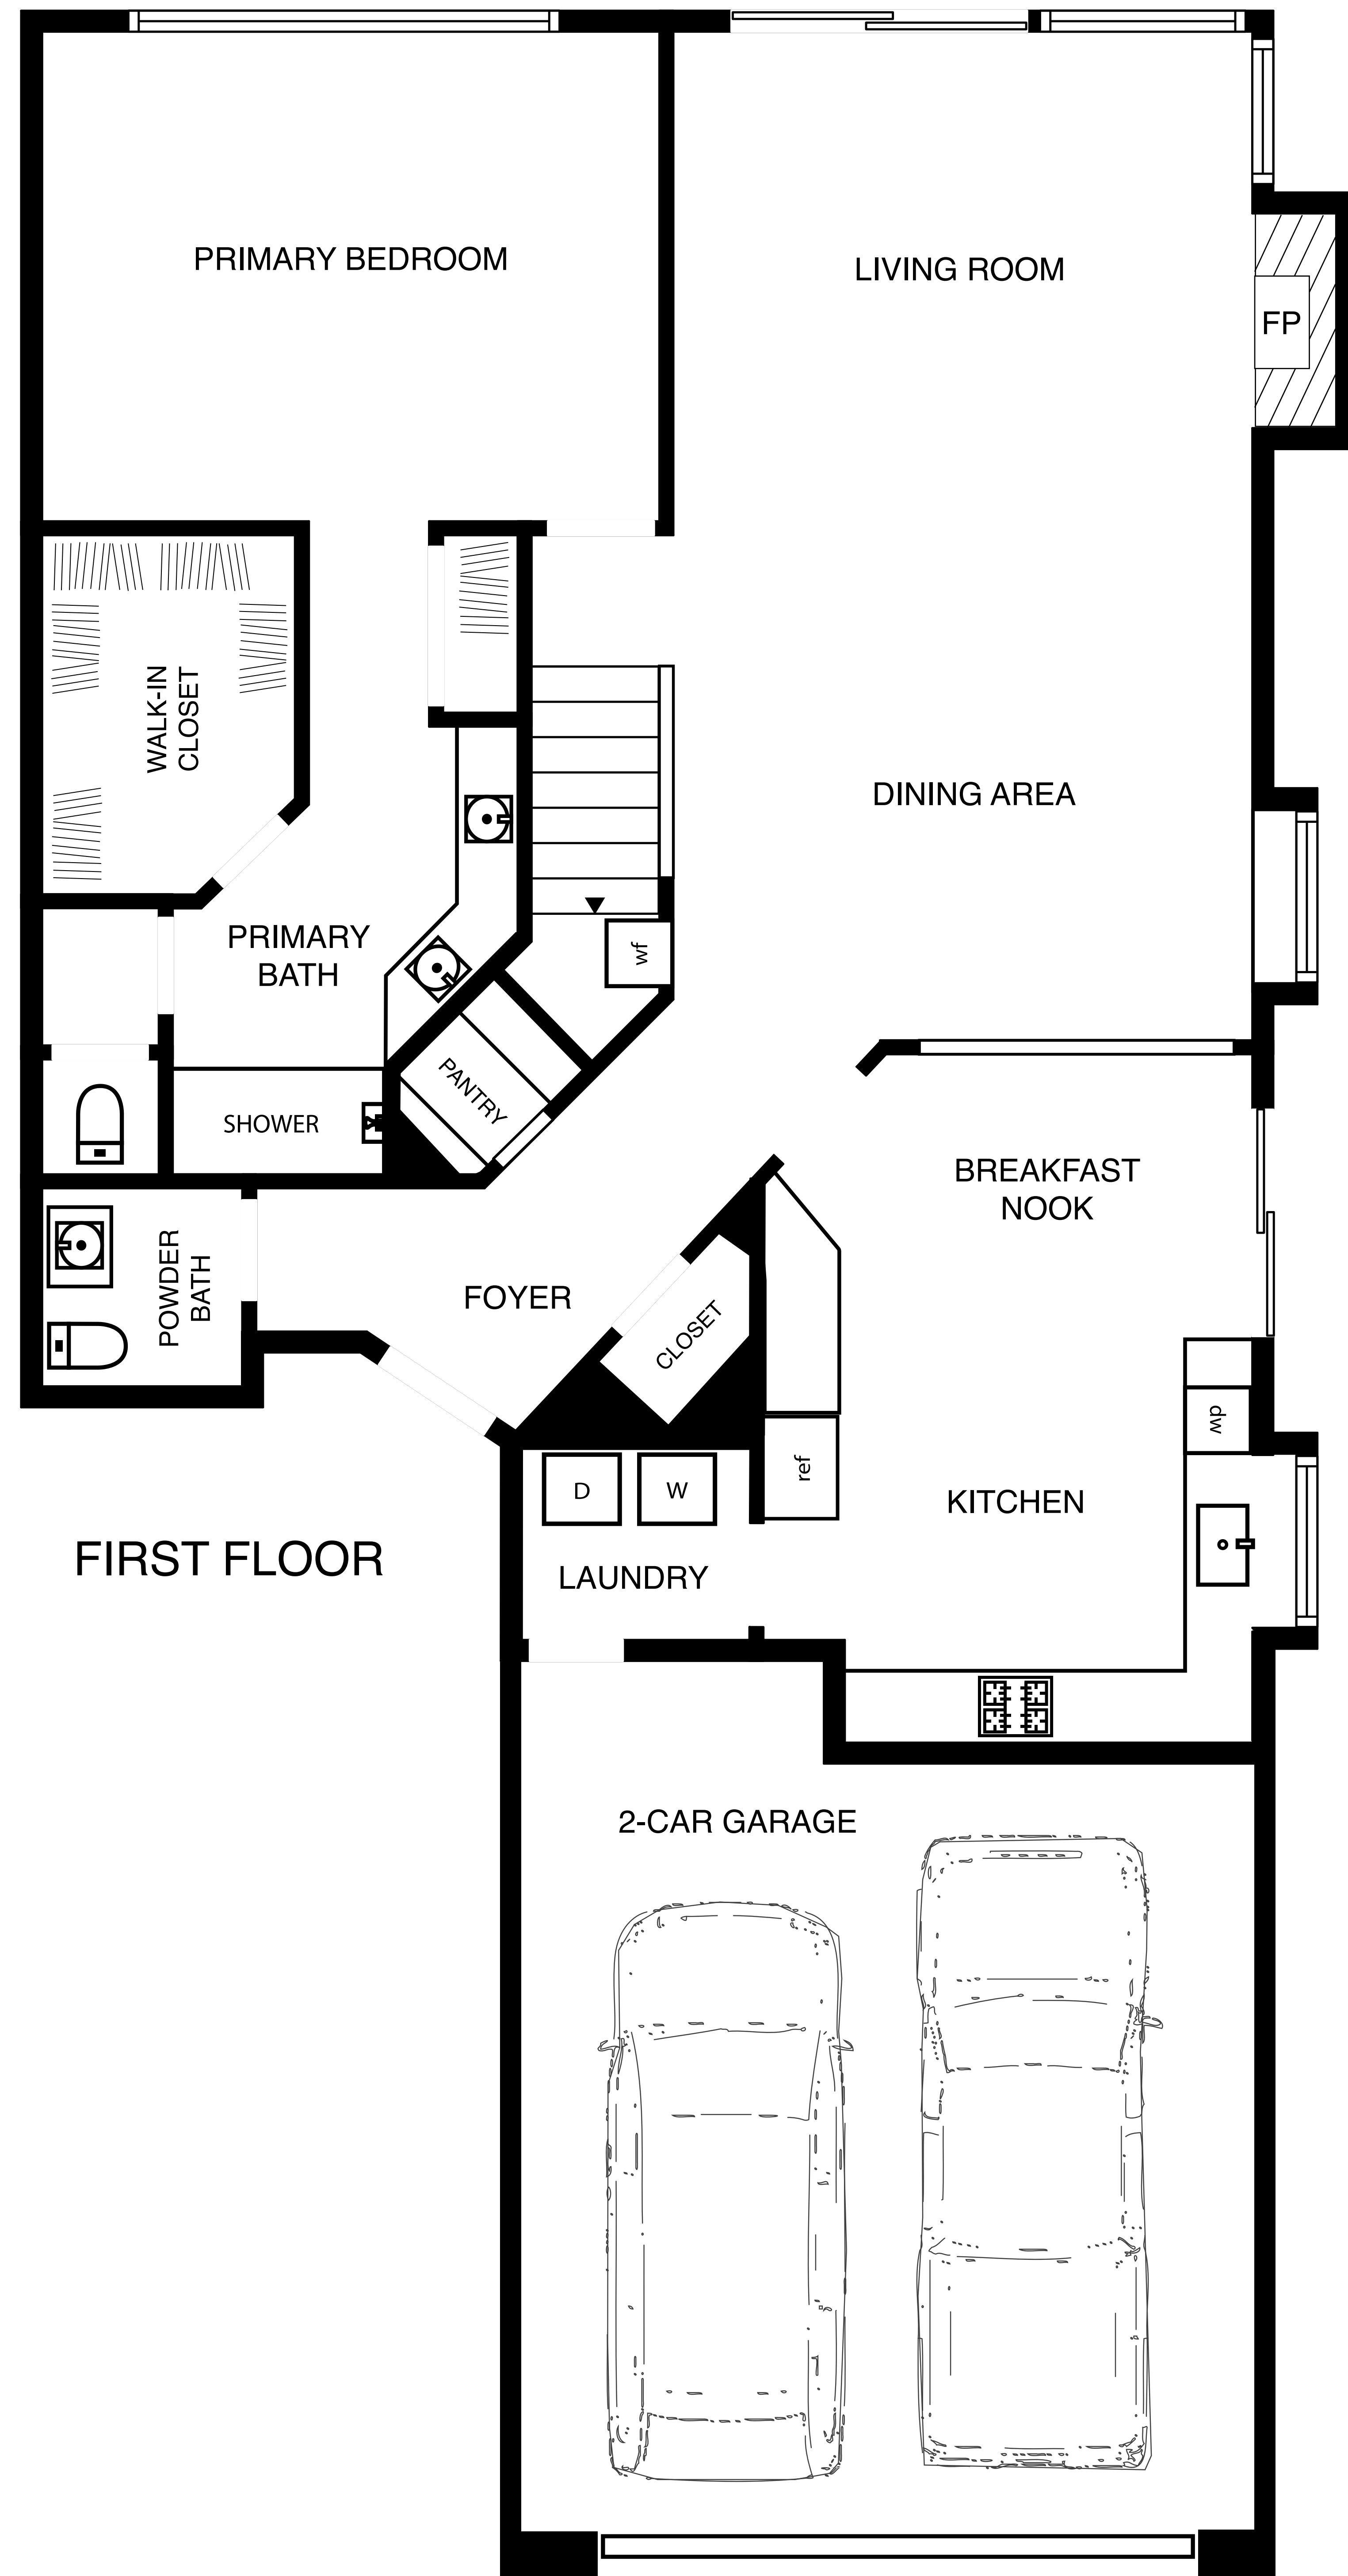 PRIMARY BEDROOM
LIVING ROOM
FP
WALK-IN
CLOSET
DINING AREA
PRIMARY
BATH
wf
PANTRY
SHOWER
BREAKFAST
NOOK
POWDER
BATH
FOYER
CLOSET
dw
ref
D
W
KITCHEN
FIRST FLOOR
LAUNDRY
2-CAR GARAGE